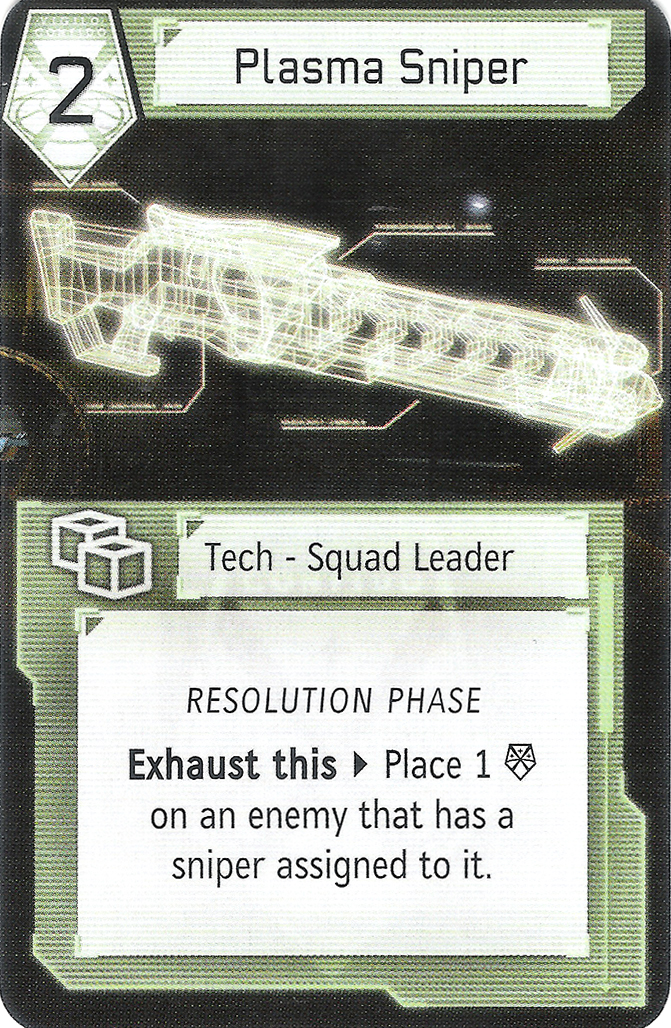 2
Plasma Sniper
Tech - Squad Leader
RESOLUTION PHASE
Exhaust this ▶ Place 1
on an enemy that has a
sniper assigned to it.